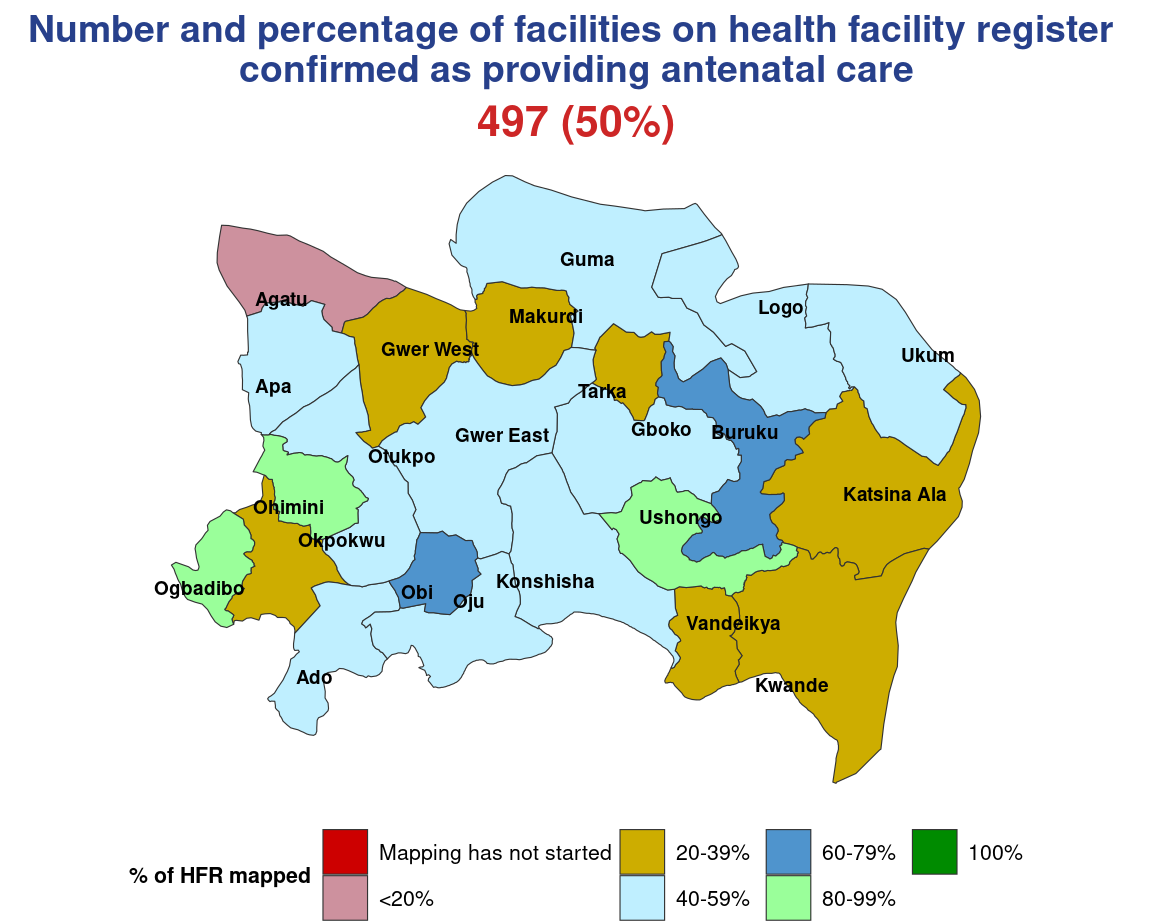 Number and percentage of facilities on health facility register
confirmed as providing antenatal care
497 (50%)
Guma
Agatu
Logo
Makurdi
Gwer West
Ukum
Apa
Tarka
Gboko
Buruku
Gwer East
Otukpo
Katsina Ala
Ohimini
Ushongo
Okpokwu
Konshisha
Ogbadibo
Obi
Oju
Vandeikya
Ado
Kwande
% of HFR mapped
Mapping has not started
<20%
20-39%
40-59%
60-79%
80-99%
100%